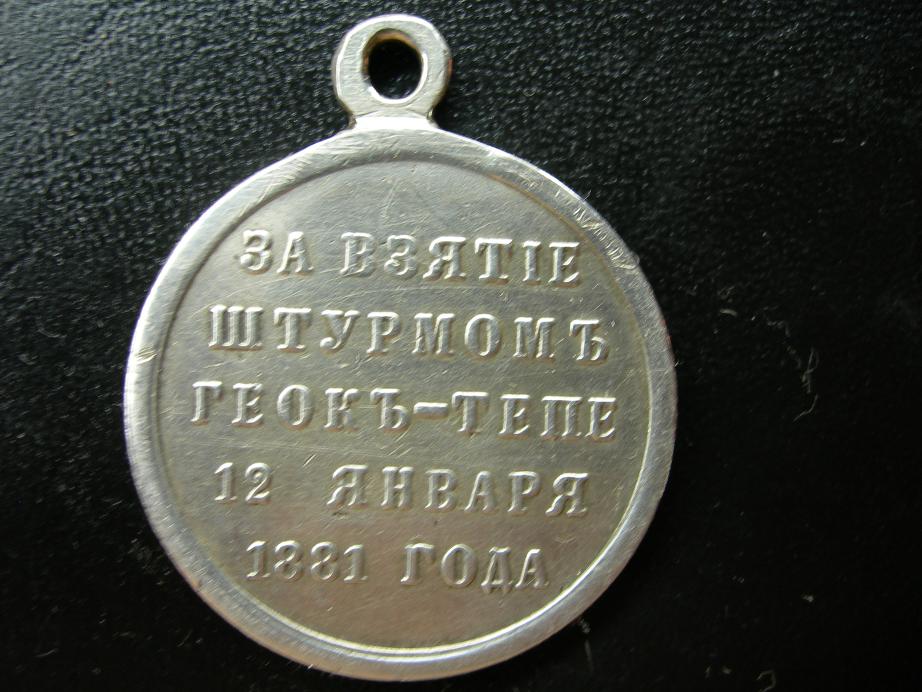 ЗА ВЗЯТІЕ
ШТУРМОМЪ
ГЕОКЪ-ТЕПЕ
12 ЯНВАРЯ
1881 ГОДА